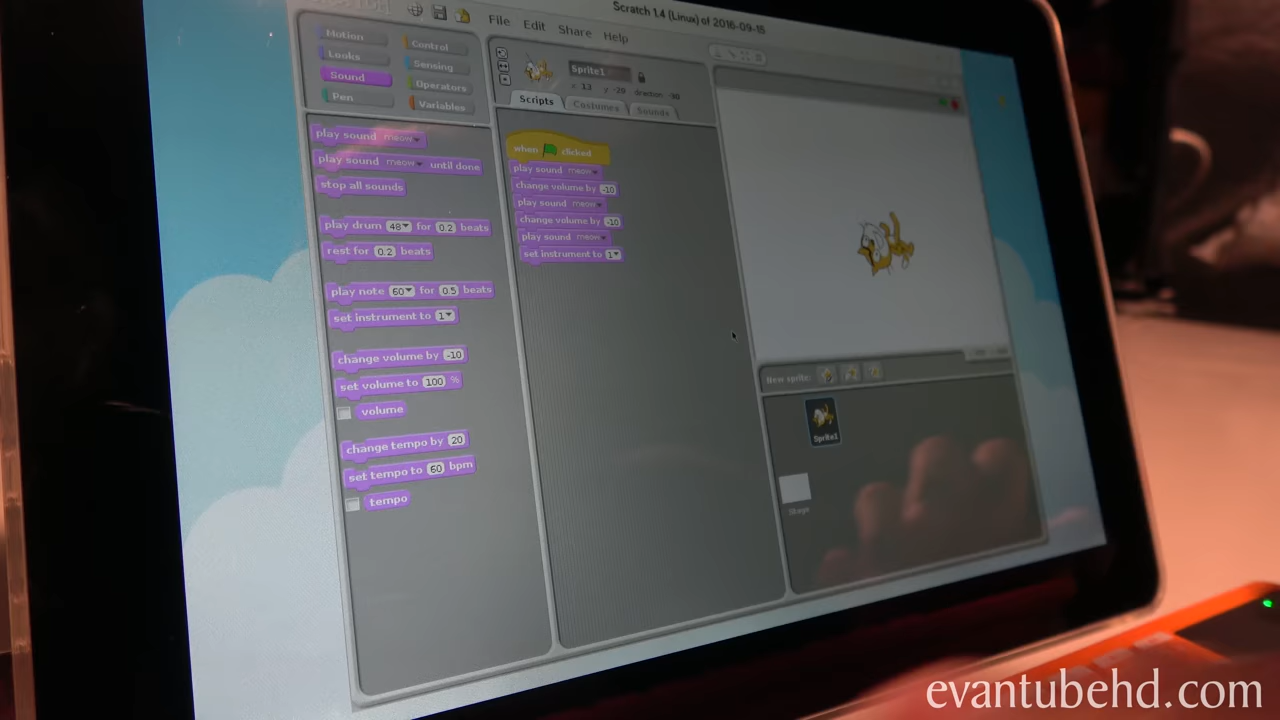 Scratch 1.4 (Linux) of 2016-09-15
File Edit Share Help
Motion
Control
Looks
Sensing
Sound
Operators
Pen
Variables
Sprite1
x: 13 y: -20 direction: -90
Scripts
Costumes
Sounds
play sound meow
play sound meow until done
stop all sounds
play drum 48 for 0.2 beats
rest for 0.2 beats
play note 60 for 0.5 beats
set instrument to 1
change volume by -10
set volume to 100 %
volume
change tempo by 20
set tempo to 60 bpm
tempo
when clicked
play sound meow
change volume by -10
play sound meow
change volume by -10
play sound meow
set instrument to 1
New sprite:
Sprite1
Stage
evantubehd.com